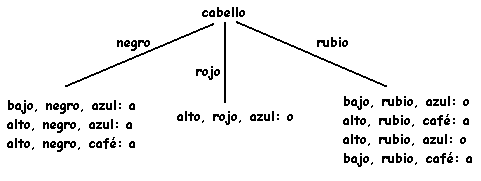 cabello
negro
rojo
rubio
bajo, negro, azul: a
alto, negro, azul: a
alto, negro, café: a
alto, rojo, azul: o
bajo, rubio, azul: o
alto, rubio, café: a
alto, rubio, azul: o
bajo, rubio, café: a